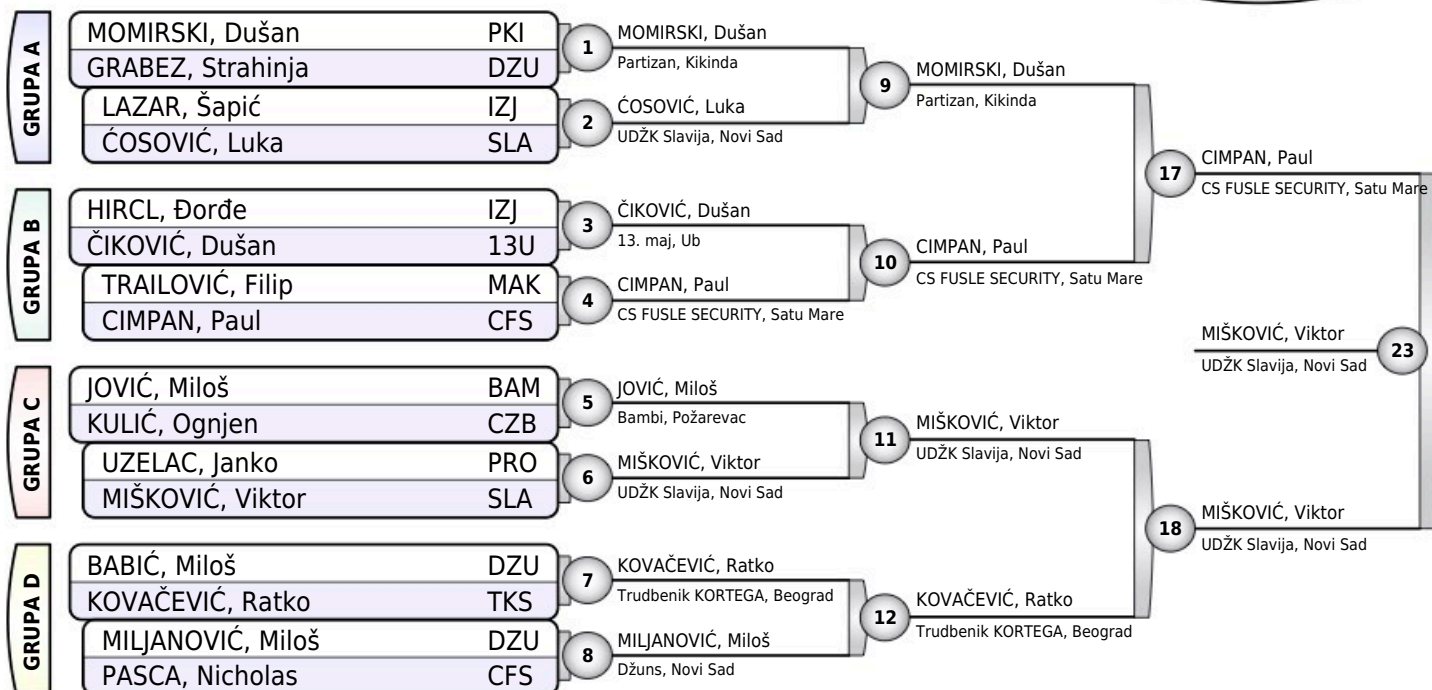 GRUPA A
MOMIRSKI, Dušan PKI
GRABEZ, Strahinja DZU
LAZAR, Šapić IZJ
ĆOSOVIĆ, Luka SLA
GRUPA B
HIRCL, Đorđe IZJ
ČIKOVIĆ, Dušan 13U
TRAILOVIĆ, Filip MAK
CIMPAN, Paul CFS
GRUPA C
JOVIĆ, Miloš BAM
KULIĆ, Ognjen CZB
UZELAC, Janko PRO
MIŠKOVIĆ, Viktor SLA
GRUPA D
BABIĆ, Miloš DZU
KOVAČEVIĆ, Ratko TKS
MILJANOVIĆ, Miloš DZU
PASCA, Nicholas CFS
1
MOMIRSKI, Dušan
Partizan, Kikinda
2
ĆOSOVIĆ, Luka
UDŽK Slavija, Novi Sad
3
ČIKOVIĆ, Dušan
13. maj, Ub
4
CIMPAN, Paul
CS FUSLE SECURITY, Satu Mare
5
JOVIĆ, Miloš
Bambi, Požarevac
6
MIŠKOVIĆ, Viktor
UDŽK Slavija, Novi Sad
7
KOVAČEVIĆ, Ratko
Trudbenik KORTEGA, Beograd
8
MILJANOVIĆ, Miloš
Džuns, Novi Sad
9
MOMIRSKI, Dušan
Partizan, Kikinda
10
CIMPAN, Paul
CS FUSLE SECURITY, Satu Mare
11
MIŠKOVIĆ, Viktor
UDŽK Slavija, Novi Sad
12
KOVAČEVIĆ, Ratko
Trudbenik KORTEGA, Beograd
17
CIMPAN, Paul
CS FUSLE SECURITY, Satu Mare
18
MIŠKOVIĆ, Viktor
UDŽK Slavija, Novi Sad
MIŠKOVIĆ, Viktor
UDŽK Slavija, Novi Sad
23